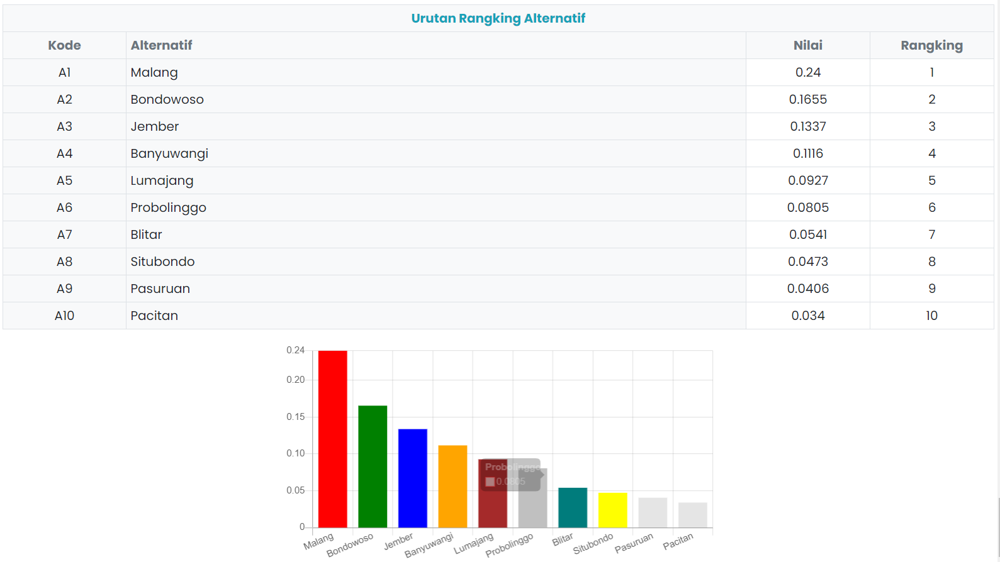 Urutan Rangking Alternatif
Kode Alternatif Nilai Rangking
A1 Malang 0.24 1
A2 Bondowoso 0.1655 2
A3 Jember 0.1337 3
A4 Banyuwangi 0.1116 4
A5 Lumajang 0.0927 5
A6 Probolinggo 0.0805 6
A7 Blitar 0.0541 7
A8 Situbondo 0.0473 8
A9 Pasuruan 0.0406 9
A10 Pacitan 0.034 10
0.24
0.20
0.15
0.10
Probolinggo
0.0805
0.05
0
Malang Bondowoso Jember Banyuwangi Lumajang Probolinggo Blitar Situbondo Pasuruan Pacitan